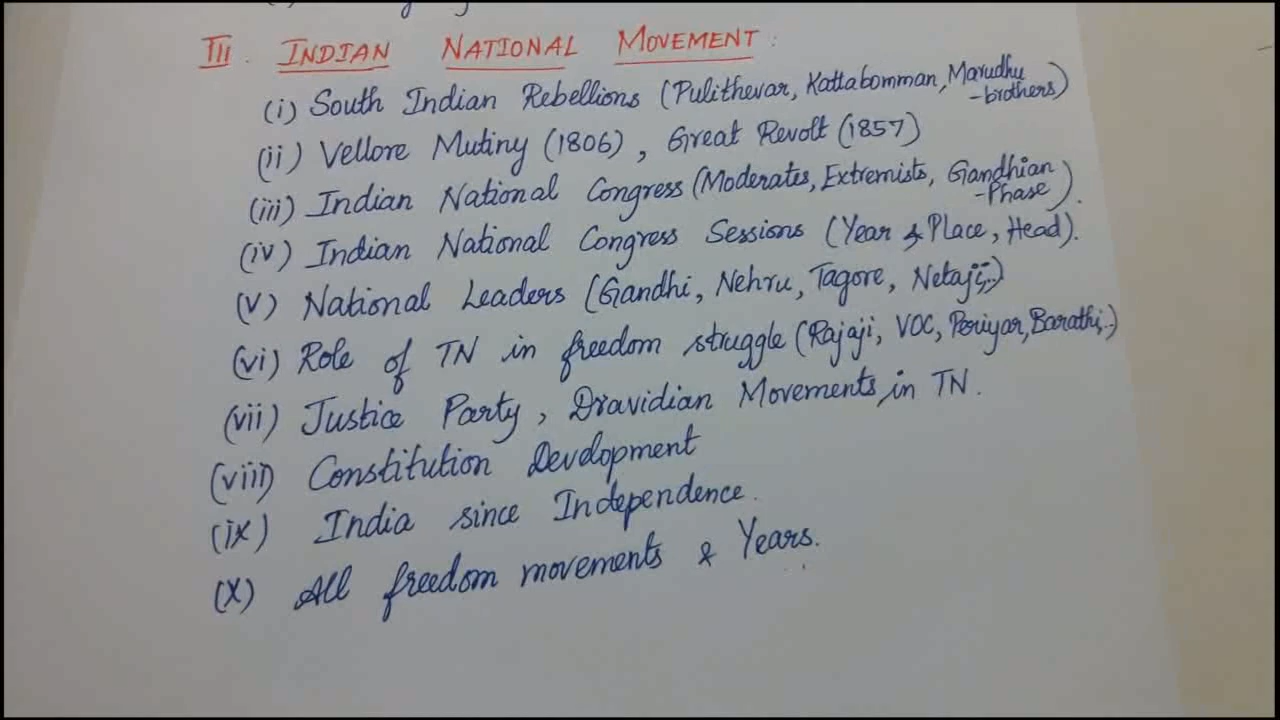 III. INDIAN NATIONAL MOVEMENT:
(i) South Indian Rebellions (Pulithevar, Kattabomman, Marudhu
-brothers)
(ii) Vellore Mutiny (1806), Great Revolt (1857)
(iii) Indian National Congress (Moderates, Extremists, Gandhian
-Phase).
(iv) Indian National Congress Sessions (Year & Place, Head).
(v) National Leaders (Gandhi, Nehru, Tagore, Netaji,..)
(vi) Role of TN in freedom struggle (Rajaji, VOC, Periyar, Barathi,..)
(vii) Justice Party, Dravidian Movements in TN.
(viii) Constitution Development
(ix) India since Independence.
(x) All freedom movements & Years.